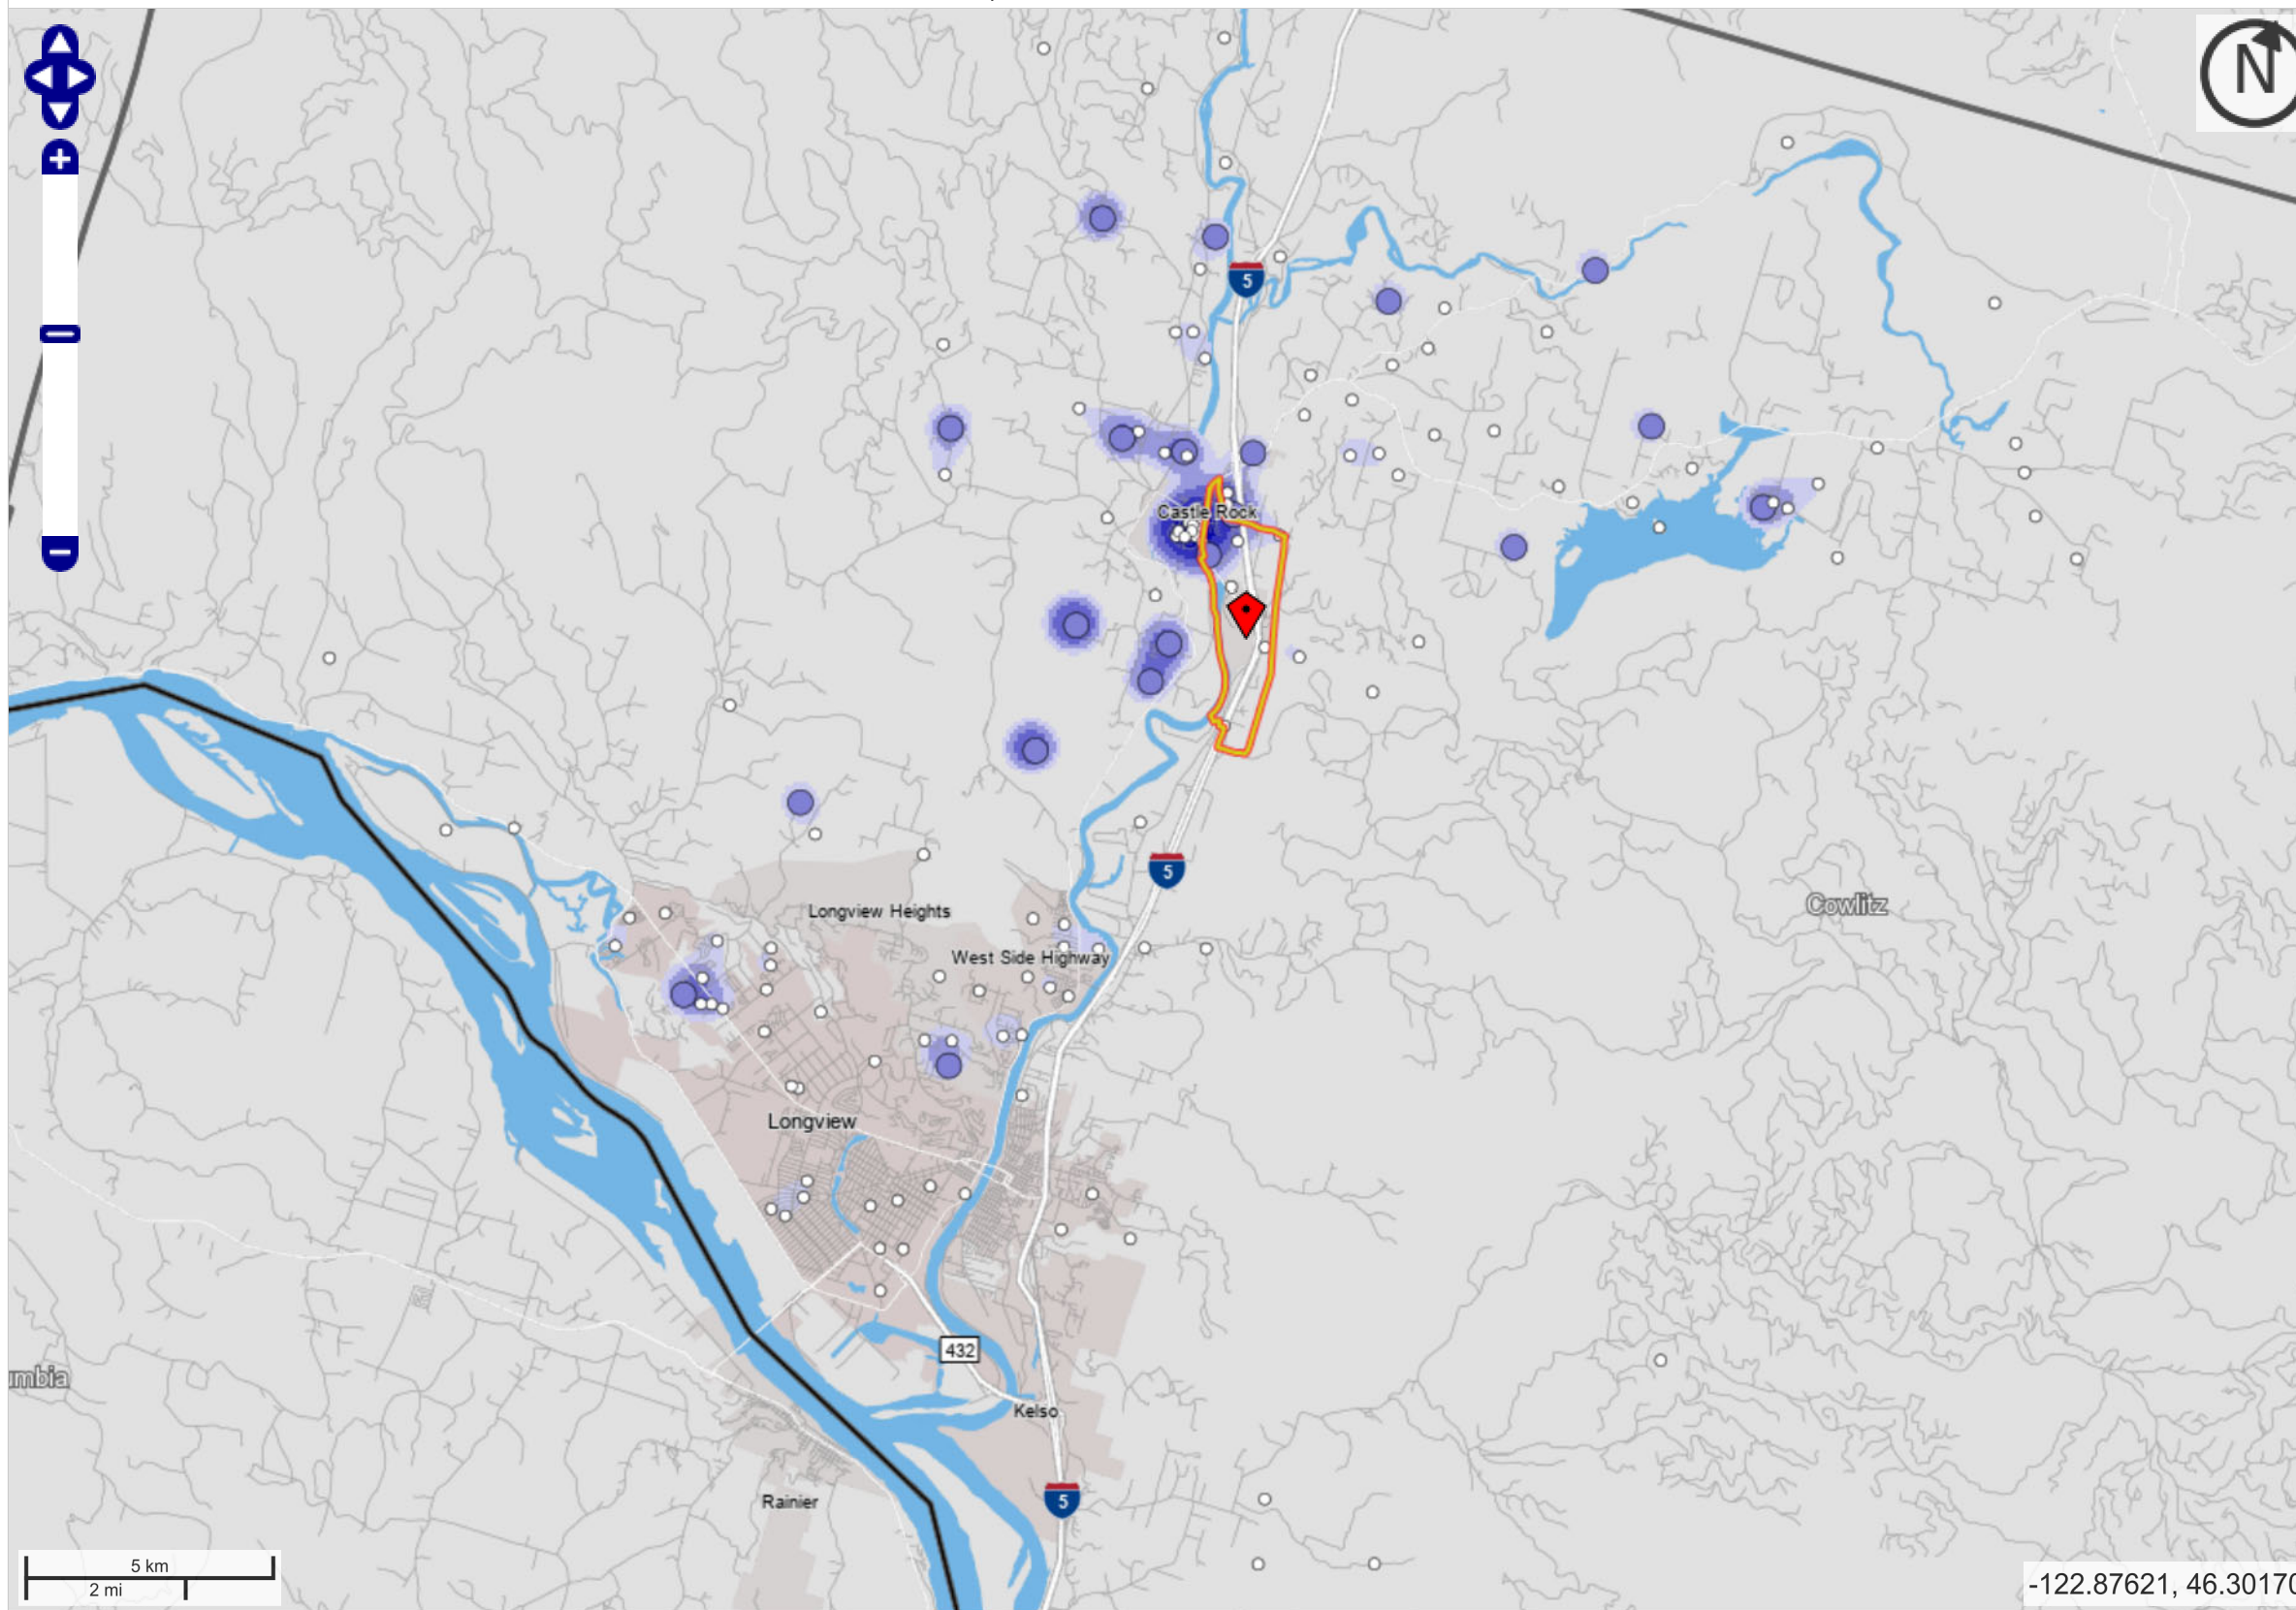 N
5
Castle Rock
5
Cowlitz
Longview Heights
West Side Highway
Longview
432
umbia
Kelso
5
Rainier
5 km
2 mi
-122.87621, 46.30170